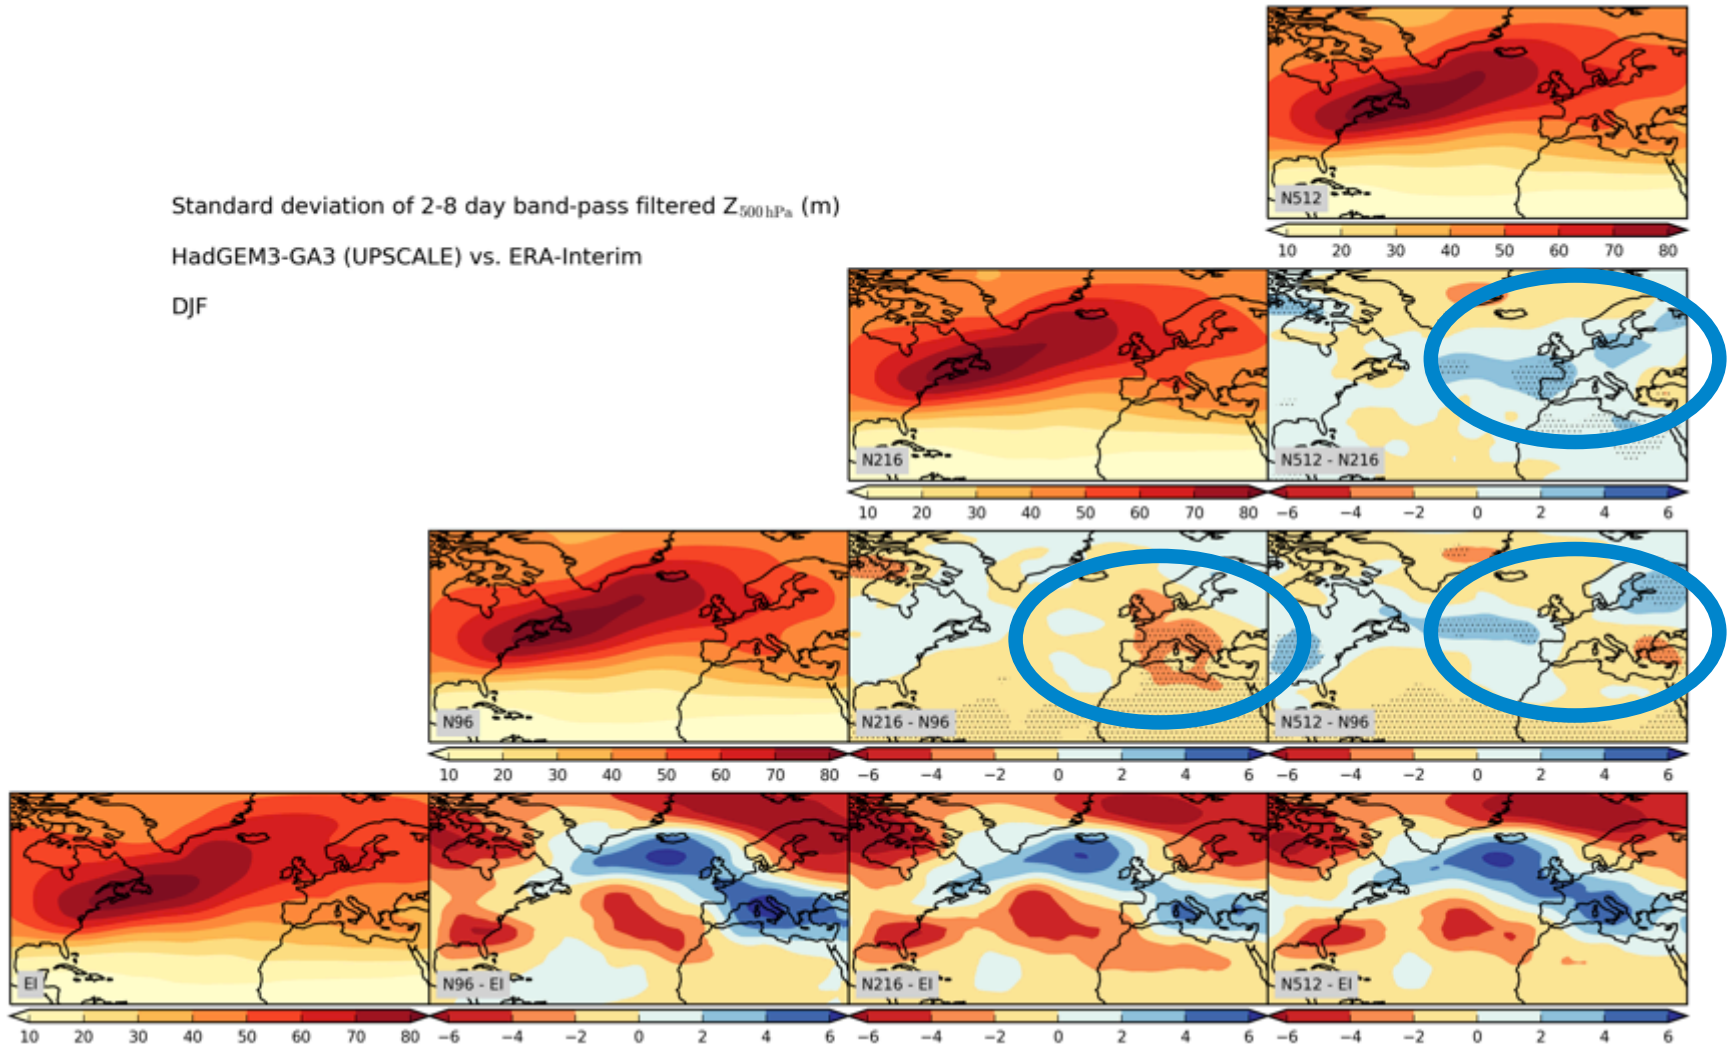 N512
10 20 30 40 50 60 70 80
Standard deviation of 2-8 day band-pass filtered Z500hPa (m)
HadGEM3-GA3 (UPSCALE) vs. ERA-Interim
DJF
N216
N512 - N216
10 20 30 40 50 60 70 80
−6 −4 −2 0 2 4 6
N96
N216 - N96
N512 - N96
10 20 30 40 50 60 70 80
−6 −4 −2 0 2 4 6
−6 −4 −2 0 2 4 6
EI
N96 - EI
N216 - EI
N512 - EI
10 20 30 40 50 60 70 80
−6 −4 −2 0 2 4 6
−6 −4 −2 0 2 4 6
−6 −4 −2 0 2 4 6